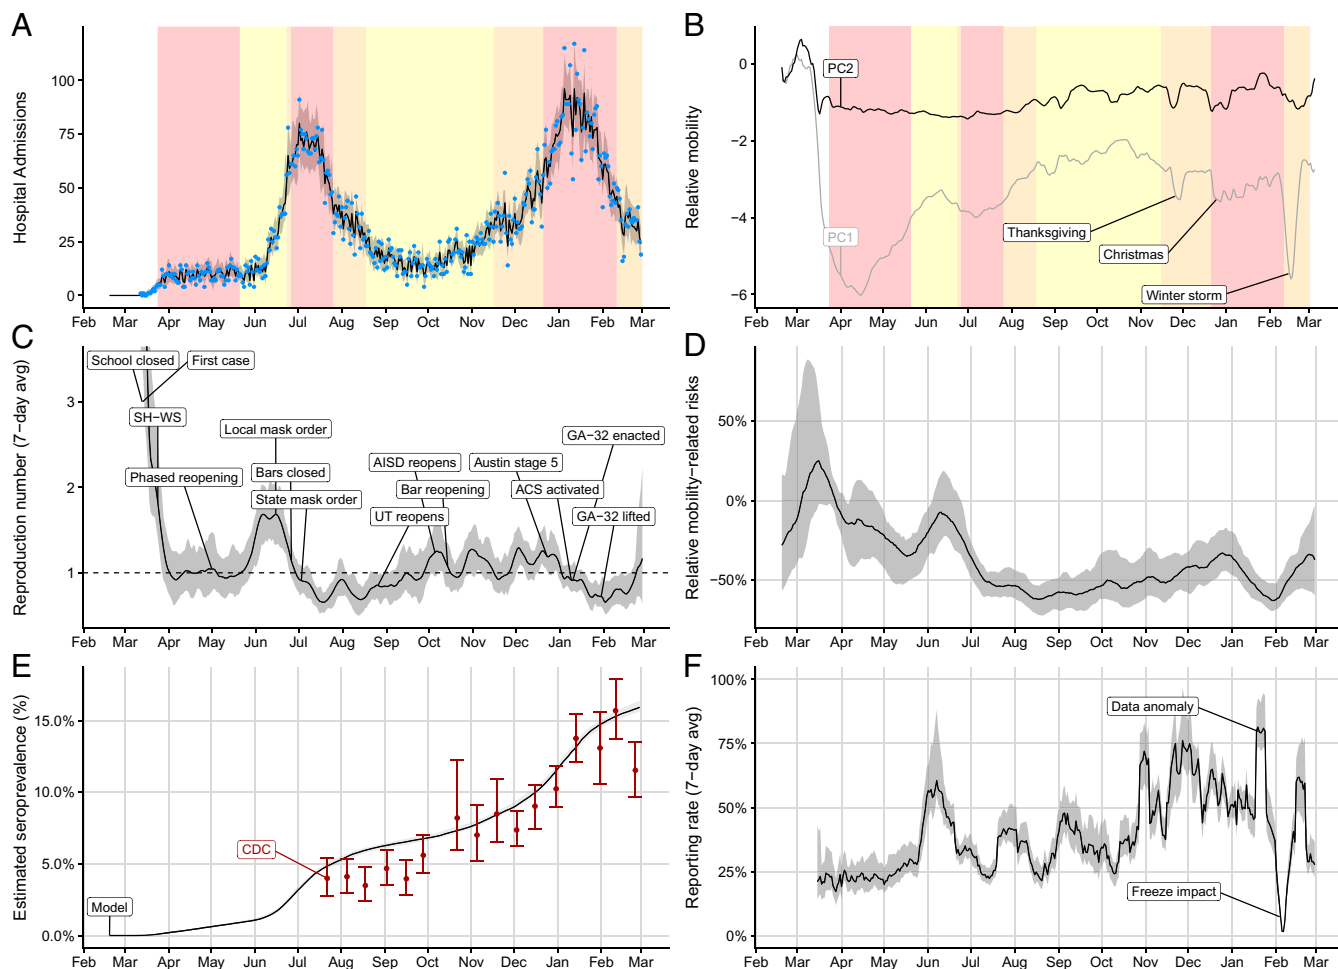 A
Hospital Admissions
100
75
50
25
0
Feb Mar Apr May Jun Jul Aug Sep Oct Nov Dec Jan Feb Mar
B
Relative mobility
0
−2
−4
−6
PC2
PC1
Thanksgiving
Christmas
Winter storm
Feb Mar Apr May Jun Jul Aug Sep Oct Nov Dec Jan Feb Mar
C
Reproduction number (7−day avg)
3
2
1
School closed
First case
SH−WS
Phased reopening
Local mask order
Bars closed
State mask order
AISD reopens
Bar reopening
UT reopens
Austin stage 5
ACS activated
GA−32 enacted
GA−32 lifted
Feb Mar Apr May Jun Jul Aug Sep Oct Nov Dec Jan Feb Mar
D
Relative mobility−related risks
50%
0%
−50%
Feb Mar Apr May Jun Jul Aug Sep Oct Nov Dec Jan Feb Mar
E
Estimated seroprevalence (%)
15.0%
10.0%
5.0%
0.0%
CDC
Model
Feb Mar Apr May Jun Jul Aug Sep Oct Nov Dec Jan Feb Mar
F
Reporting rate (7−day avg)
100%
75%
50%
25%
0%
Data anomaly
Freeze impact
Feb Mar Apr May Jun Jul Aug Sep Oct Nov Dec Jan Feb Mar